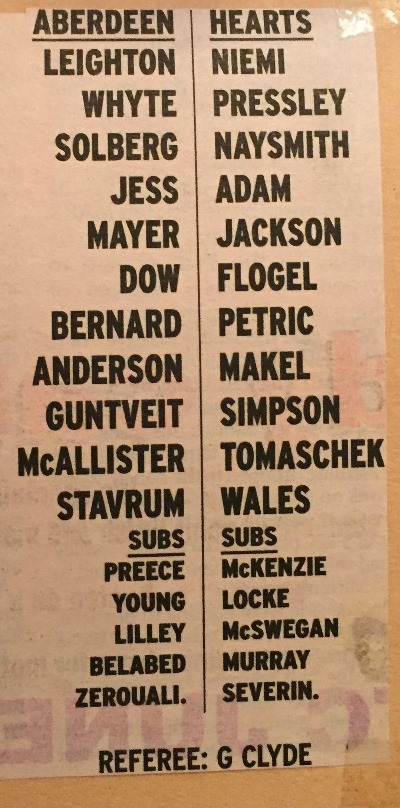 ABERDEEN HEARTS
LEIGHTON NIEMI
WHYTE PRESSLEY
SOLBERG NAYSMITH
JESS ADAM
MAYER JACKSON
DOW FLOGEL
BERNARD PETRIC
ANDERSON MAKEL
GUNTVEIT SIMPSON
McALLISTER TOMASCHEK
STAVRUM WALES
SUBS SUBS
PREECE McKENZIE
YOUNG LOCKE
LILLEY McSWEGAN
BELABED MURRAY
ZEROUALI. SEVERIN.
REFEREE: G CLYDE